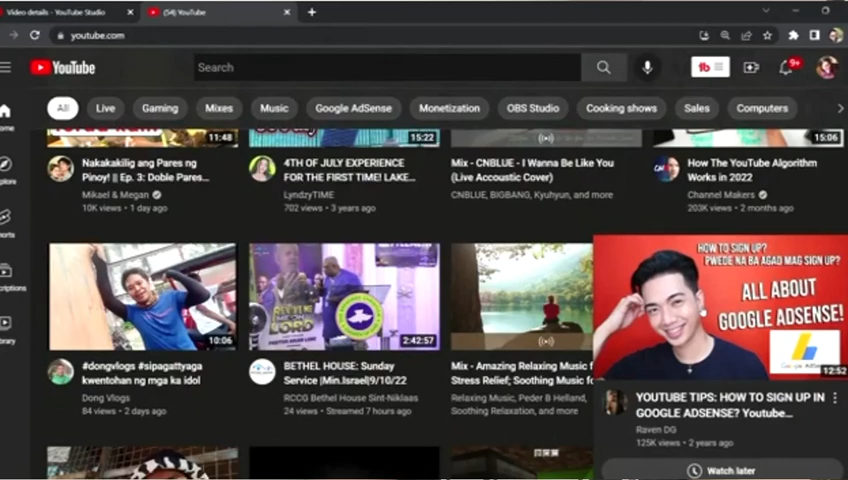 Video details - YouTube Studio
(54) YouTube
youtube.com
YouTube
Search
9+
All
Live
Gaming
Mixes
Music
Google AdSense
Monetization
OBS Studio
Cooking shows
Sales
Computers
11:48
15:22
15:06
Nakakakilig ang Pares ng
Pinoy! || Ep. 3: Doble Pares...
Mikael & Megan
10K views • 1 day ago
4TH OF JULY EXPERIENCE
FOR THE FIRST TIME! LAKE...
LyndzyTIME
702 views • 3 years ago
Mix - CNBLUE - I Wanna Be Like You
(Live Accoustic Cover)
CNBLUE, BIGBANG, Kyuhyun, and more
How The YouTube Algorithm
Works in 2022
Channel Makers
203K views • 2 months ago
10:06
#dongvlogs #sipagattyaga
kwentohan ng mga ka idol
Dong Vlogs
84 views • 2 days ago
2:42:57
BETHEL HOUSE: Sunday
Service |Min.Israel|9/10/22
RCCG Bethel House Sint-Niklaas
24 views • Streamed 7 hours ago
Mix - Amazing Relaxing Music f
Stress Relief; Soothing Music fo
Relaxing Music, Peder B Helland,
Soothing Relaxation, and more
HOW TO SIGN UP?
PWEDE NA BA AGAD MAG SIGN UP?
ALL ABOUT
GOOGLE ADSENSE!
12:52
YOUTUBE TIPS: HOW TO SIGN UP IN
GOOGLE ADSENSE? Youtube...
Raven DG
125K views • 2 years ago
Watch later